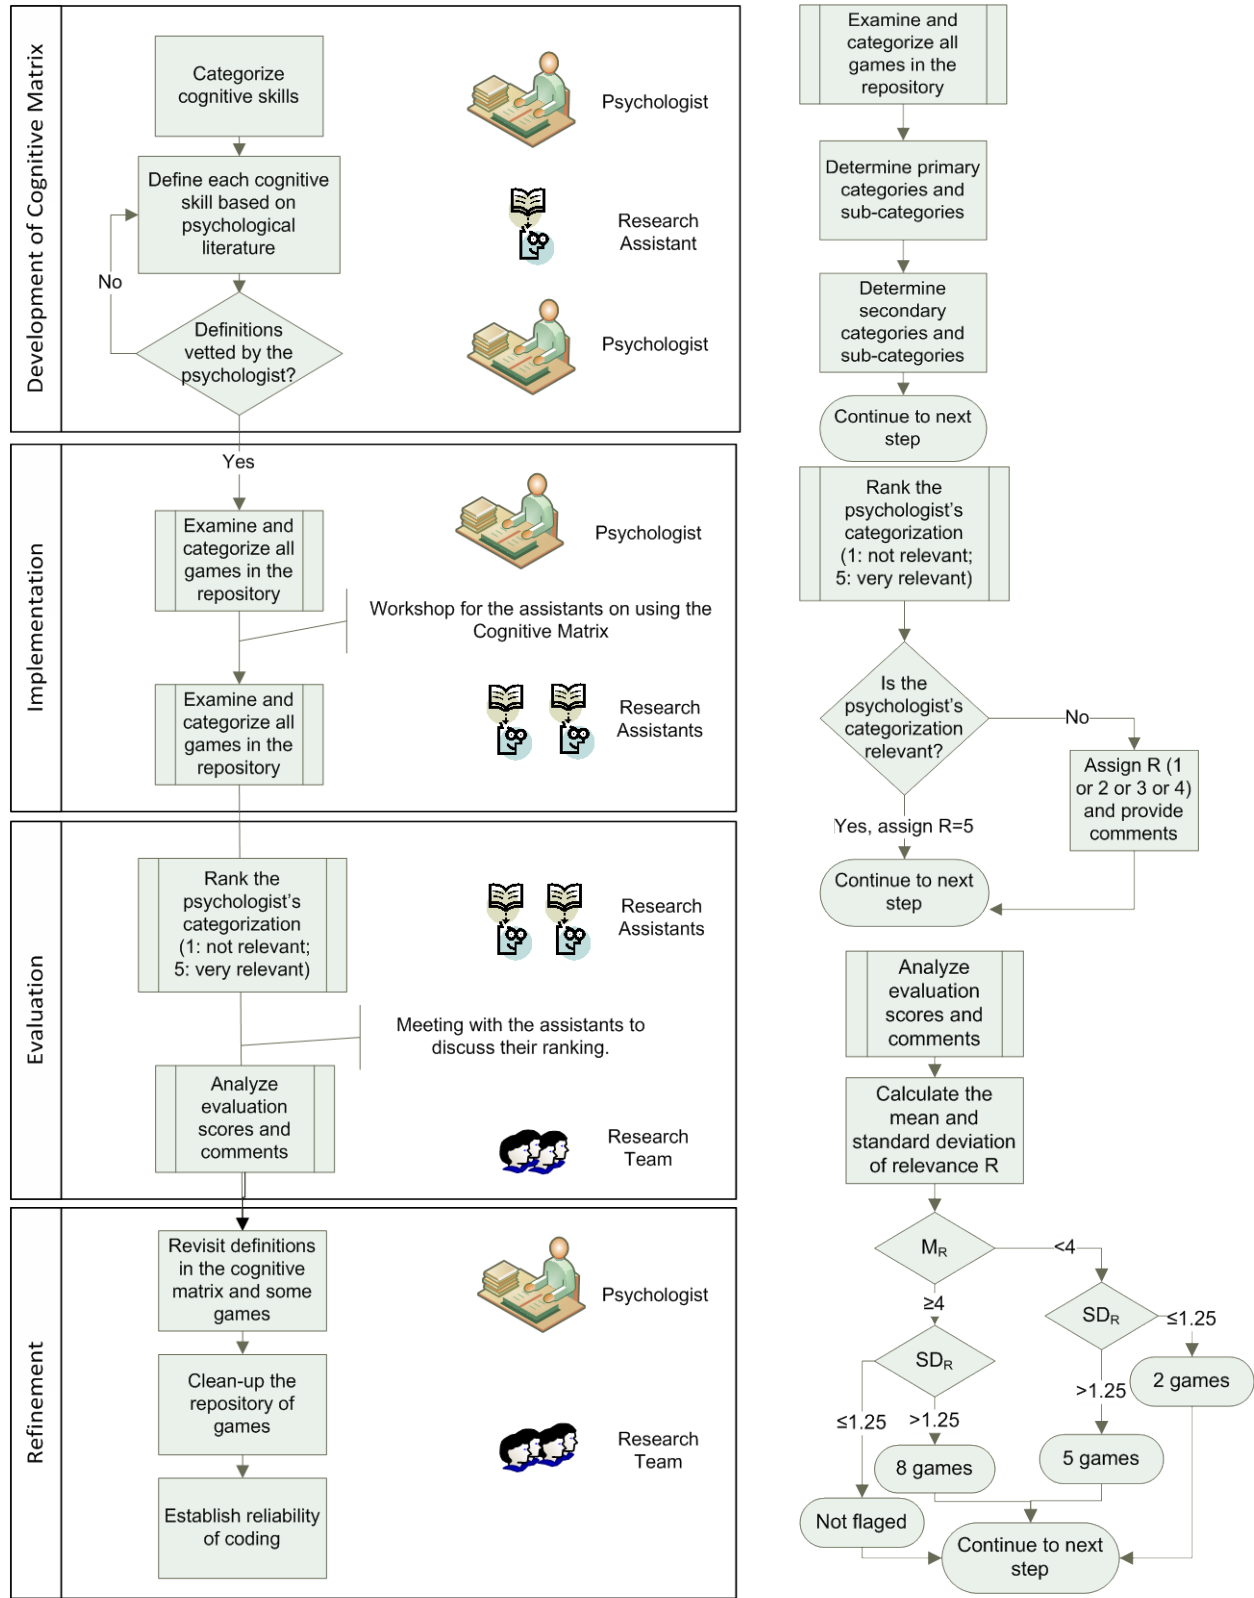 Development of Cognitive Matrix
Categorize
cognitive skills
Psychologist
Define each cognitive
skill based on
psychological
literature
Research
Assistant
No
Definitions
vetted by the
psychologist?
Psychologist
Implementation
Yes
Examine and
categorize all
games in the
repository
Psychologist
Workshop for the assistants on using the
Cognitive Matrix
Examine and
categorize all
games in the
repository
Research
Assistants
Evaluation
Rank the
psychologist's
categorization
(1: not relevant;
5: very relevant)
Research
Assistants
Meeting with the assistants to
discuss their ranking.
Analyze
evaluation
scores and
comments
Research
Team
Refinement
Revisit definitions
in the cognitive
matrix and some
games
Psychologist
Clean-up the
repository of
games
Research
Team
Establish reliability
of coding
Examine and
categorize all
games in the
repository
Determine primary
categories and
sub-categories
Determine
secondary
categories and
sub-categories
Continue to next
step
Rank the
psychologist's
categorization
(1: not relevant;
5: very relevant)
Is the
psychologist's
categorization
relevant?
No
Assign R (1
or 2 or 3 or 4)
and provide
comments
Yes, assign R=5
Continue to next
step
Analyze
evaluation
scores and
comments
Calculate the
mean and
standard deviation
of relevance R
MR
<4
≥4
SDR
≤1.25
SDR
2 games
>1.25
≤1.25
>1.25
5 games
8 games
Not flaged
Continue to next
step